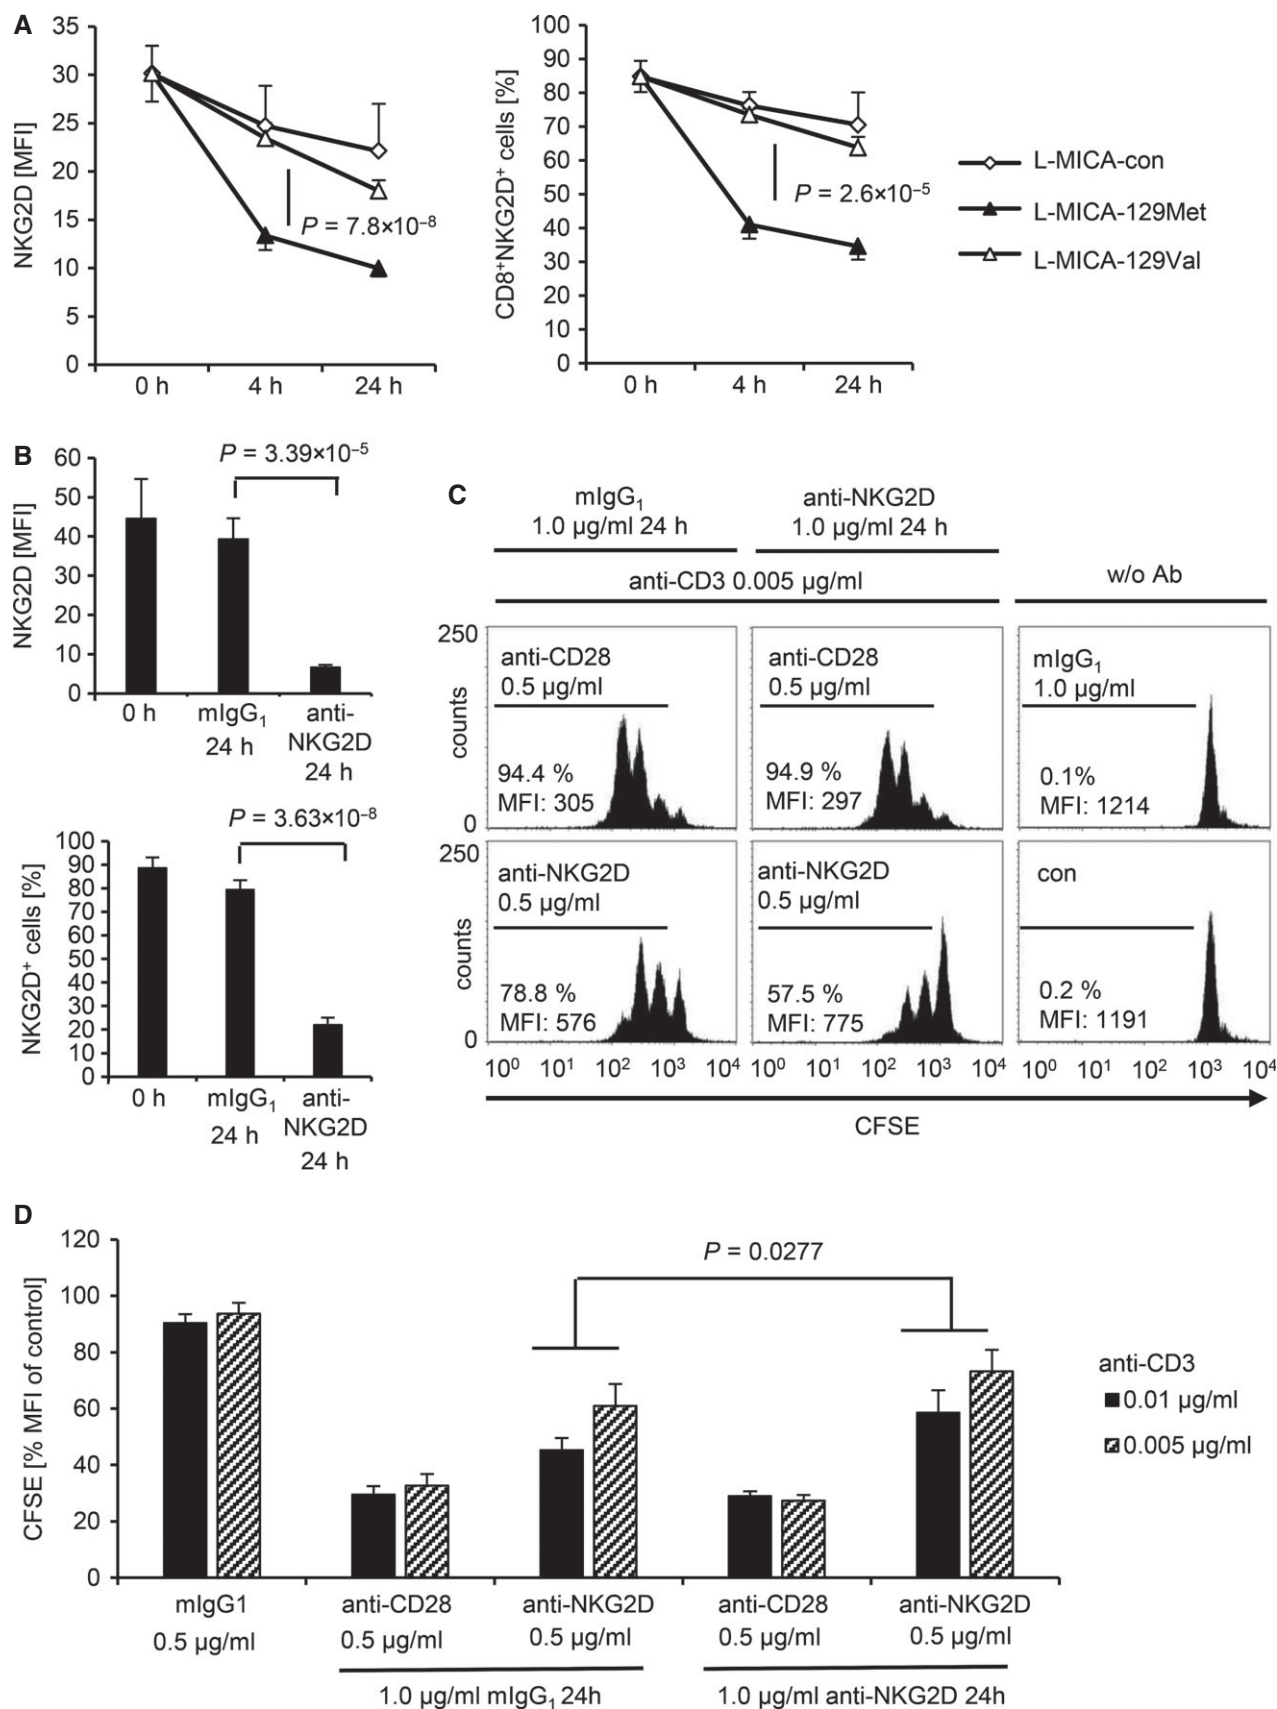 A
NKG2D [MFI]
35
30
25
20
15
10
5
0
0 h
4 h
24 h
P = 7.8×10⁻⁸
CD8⁺NKG2D⁺ cells [%]
100
90
80
70
60
50
40
30
20
10
0
0 h
4 h
24 h
P = 2.6×10⁻⁵
L-MICA-con
L-MICA-129Met
L-MICA-129Val
B
NKG2D [MFI]
60
50
40
30
20
10
0
P = 3.39×10⁻⁵
0 h
mIgG₁
24 h
anti-
NKG2D
24 h
NKG2D⁺ cells [%]
100
90
80
70
60
50
40
30
20
10
0
P = 3.63×10⁻⁸
0 h
mIgG₁
24 h
anti-
NKG2D
24 h
C
mIgG₁
1.0 µg/ml 24 h
anti-NKG2D
1.0 µg/ml 24 h
anti-CD3 0.005 µg/ml
w/o Ab
250
counts
0
anti-CD28
0.5 µg/ml
94.4 %
MFI: 305
anti-CD28
0.5 µg/ml
94.9 %
MFI: 297
mIgG₁
1.0 µg/ml
0.1%
MFI: 1214
250
counts
0
anti-NKG2D
0.5 µg/ml
78.8 %
MFI: 576
anti-NKG2D
0.5 µg/ml
57.5 %
MFI: 775
con
0.2 %
MFI: 1191
10⁰ 10¹ 10² 10³ 10⁴
10⁰ 10¹ 10² 10³ 10⁴
10⁰ 10¹ 10² 10³ 10⁴
CFSE
D
CFSE [% MFI of control]
120
100
80
60
40
20
0
P = 0.0277
anti-CD3
0.01 µg/ml
0.005 µg/ml
mIgG1
0.5 µg/ml
anti-CD28
0.5 µg/ml
anti-NKG2D
0.5 µg/ml
anti-CD28
0.5 µg/ml
anti-NKG2D
0.5 µg/ml
1.0 µg/ml mIgG₁ 24h
1.0 µg/ml anti-NKG2D 24h